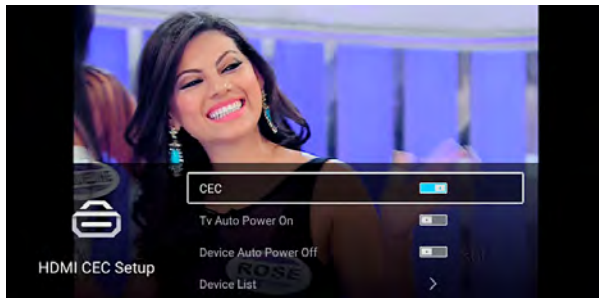 CEC
Tv Auto Power On
Device Auto Power Off
ROSE
HDMI CEC Setup
Device List